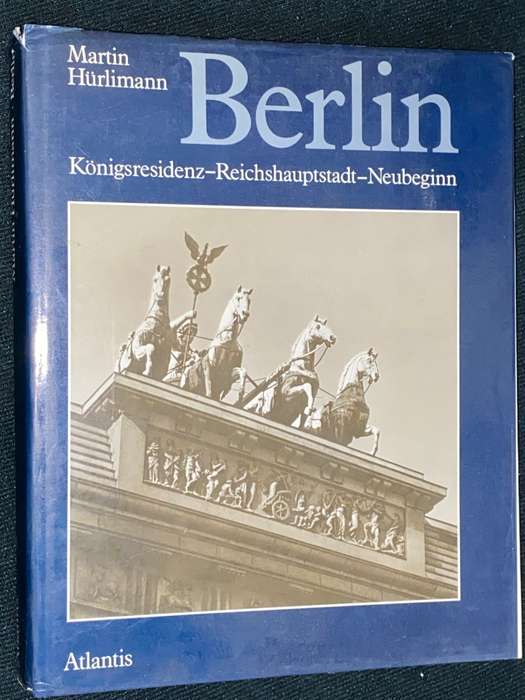 Martin
Hürlimann
Berlin
Königsresidenz–Reichshauptstadt–Neubeginn
Atlantis